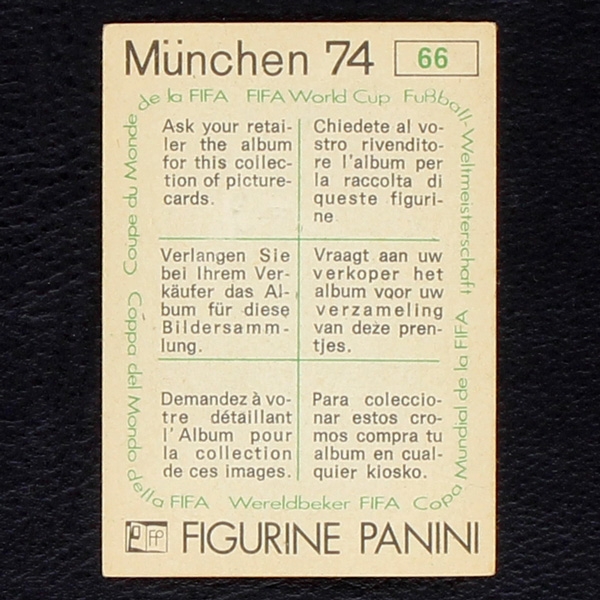 München 74
66
de la FIFA FIFA World Cup Fußball-Weltmeisterschaft
Ask your retai-
ler the album
for this collec-
tion of picture-
cards.
Chiedete al vo-
stro rivendito-
re l'album per
la raccolta di
queste figuri-
ne
Verlangen Sie
bei Ihrem Ver-
käufer das Al-
bum für diese
Bildersamm-
lung.
Vraagt aan uw
verkoper het
album voor uw
verzameling
van deze pren-
tjes.
Demandez à vo-
tre détaillant
l'Album pour
la collection
de ces images.
Para coleccio-
nar estos cro-
mos compra tu
album en cual-
quier kiosko.
Copa Mundial de la FIFA
Wereldbeker FIFA
Coppa del Mondo della FIFA
Coupe du Monde
FP
FIGURINE PANINI